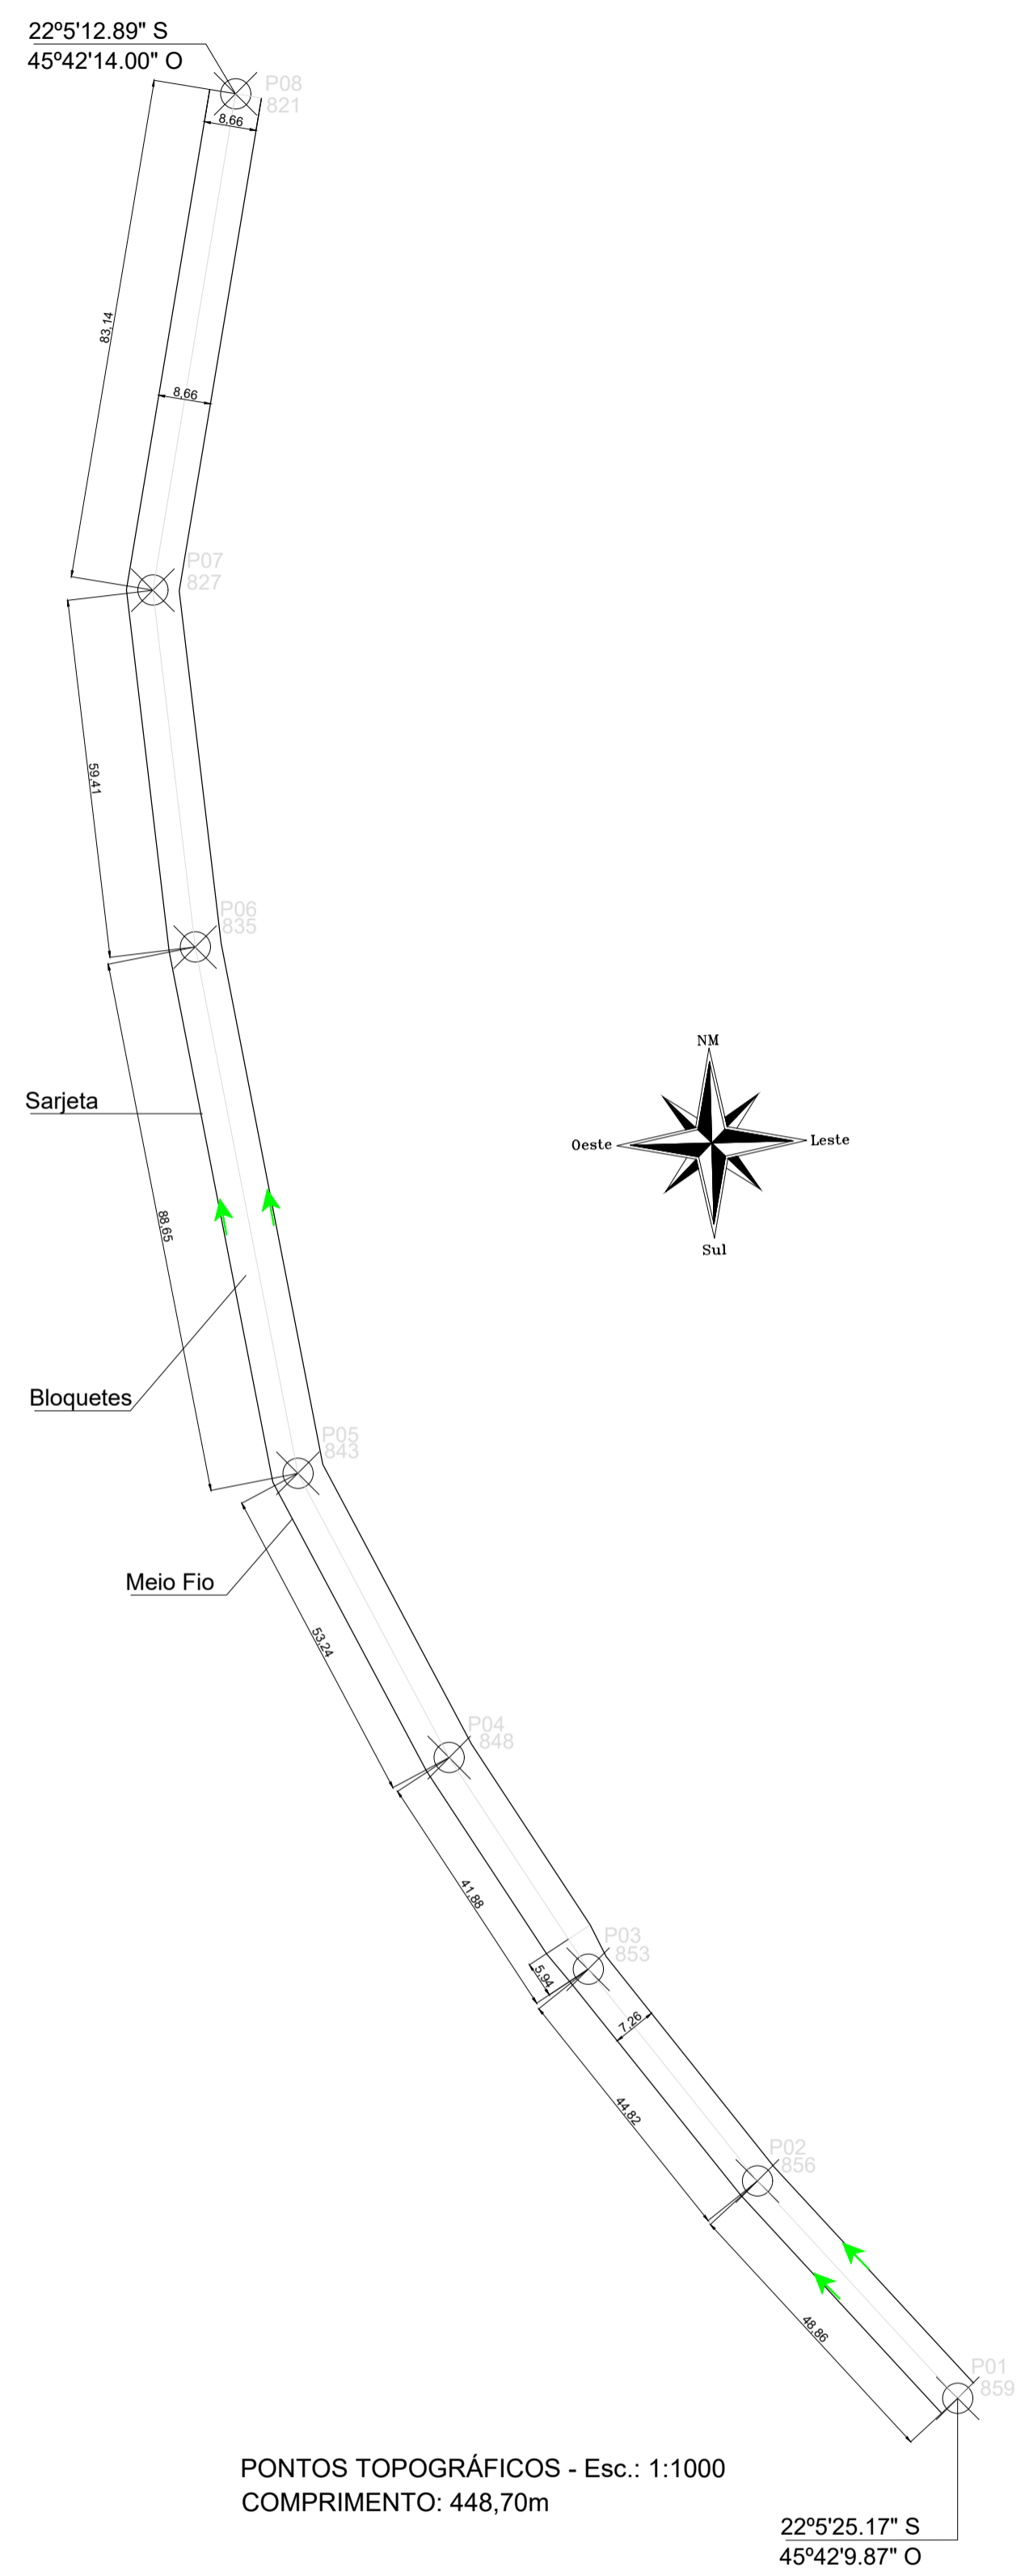 22º5'12.89" S
45º42'14.00" O
P08
821
8,66
83,14
8,66
P07
827
59,41
P06
835
NM
Oeste
Leste
Sul
Sarjeta
88,65
Bloquetes
P05
843
Meio Fio
53,24
P04
848
41,88
P03
853
5,94
7,26
44,82
P02
856
48,86
P01
859
PONTOS TOPOGRÁFICOS - Esc.: 1:1000
COMPRIMENTO: 448,70m
22º5'25.17" S
45º42'9.87" O